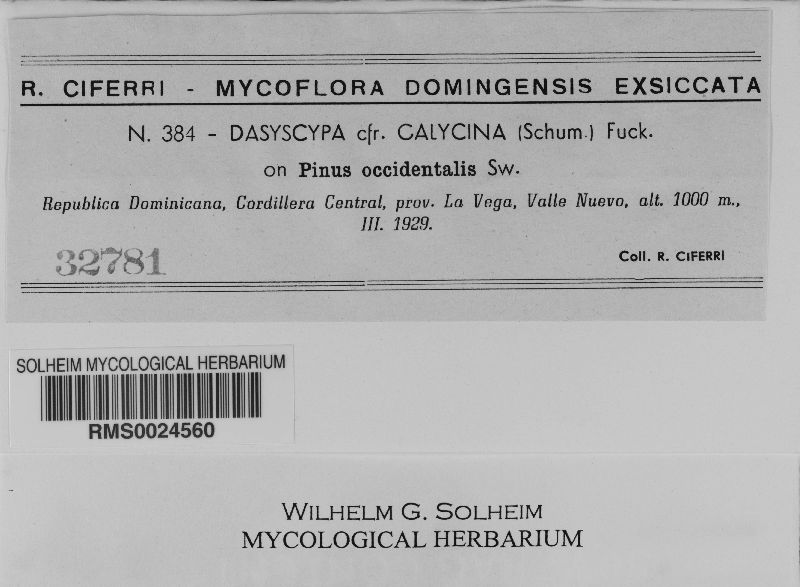 R. CIFERRI - MYCOFLORA DOMINGENSIS EXSICCATA
N. 384 - DASYSCYPA cfr. CALYCINA (Schum.) Fuck.
on Pinus occidentalis Sw.
Republica Dominicana, Cordillera Central, prov. La Vega, Valle Nuevo, alt. 1000 m.,
III. 1929.
32781
Coll. R. CIFERRI
SOLHEIM MYCOLOGICAL HERBARIUM
RMS0024560
WILHELM G. SOLHEIM
MYCOLOGICAL HERBARIUM